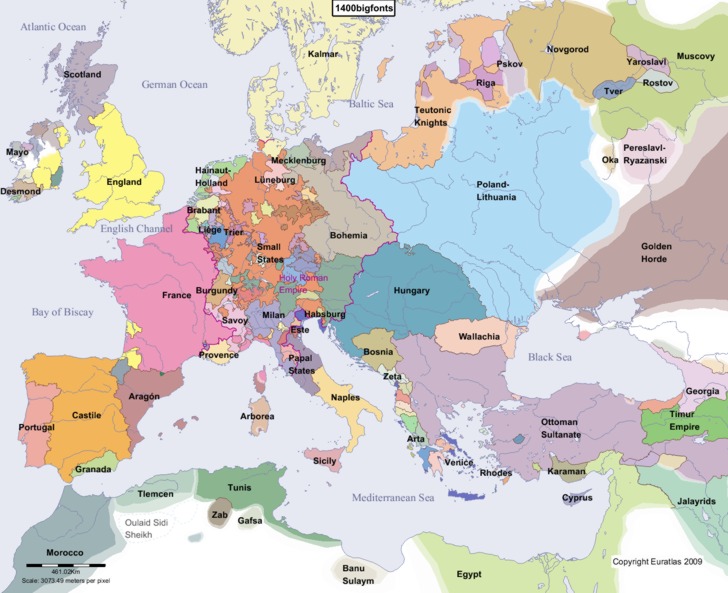 1400bigfonts
Atlantic Ocean
Scotland
German Ocean
Kalmar
Novgorod
Pskov
Muscovy
Yaroslavl
Rostov
Tver
Riga
Baltic Sea
Teutonic
Knights
Mayo
Desmond
England
Hainaut-
Holland
Mecklenburg
Lüneburg
Oka
Pereslavl-
Ryazanski
Poland-
Lithuania
Brabant
English Channel
Liège
Trier
Bohemia
Small
States
Golden
Horde
Holy Roman
Empire
France
Burgundy
Hungary
Bay of Biscay
Savoy
Milan
Habsburg
Este
Wallachia
Provence
Bosnia
Black Sea
Papal
States
Zeta
Georgia
Aragón
Naples
Castile
Arborea
Timur
Empire
Portugal
Arta
Ottoman
Sultanate
Granada
Sicily
Venice
Rhodes
Karaman
Tlemcen
Tunis
Mediterranean Sea
Cyprus
Jalayrids
Oulaid Sidi
Sheikh
Zab
Gafsa
Morocco
461.02Km
Scale: 3073.49 meters per pixel
Banu
Sulaym
Egypt
Copyright Euratlas 2009